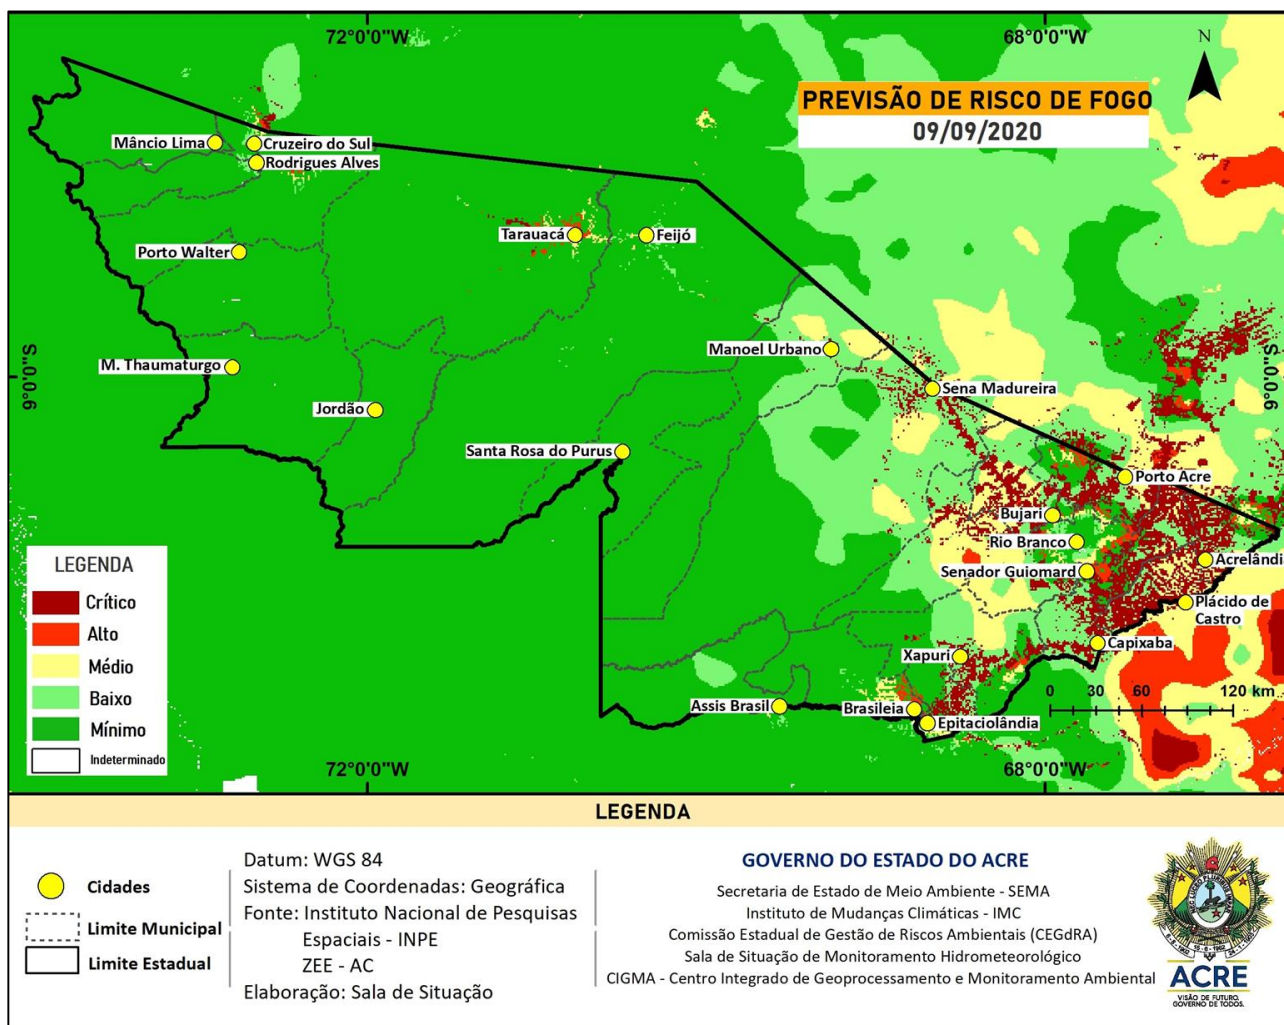 72°0'0"W
68°0'0"W
N
PREVISÃO DE RISCO DE FOGO
09/09/2020
Mâncio Lima
Cruzeiro do Sul
Rodrigues Alves
Tarauacá
Feijó
Porto Walter
Manoel Urbano
9°0'0"S
9°0'0"S
M. Thaumaturgo
Sena Madureira
Jordão
Santa Rosa do Purus
Porto Acre
Bujari
Rio Branco
Acrelândia
Senador Guiomard
Plácido de
Castro
Capixaba
Xapuri
Assis Brasil
Brasileia
Epitaciolândia
0 30 60 120 km
LEGENDA
Crítico
Alto
Médio
Baixo
Mínimo
Indeterminado
72°0'0"W
68°0'0"W
LEGENDA
Cidades
Limite Municipal
Limite Estadual
Datum: WGS 84
Sistema de Coordenadas: Geográfica
Fonte: Instituto Nacional de Pesquisas
Espaciais - INPE
ZEE - AC
Elaboração: Sala de Situação
GOVERNO DO ESTADO DO ACRE
Secretaria de Estado de Meio Ambiente - SEMA
Instituto de Mudanças Climáticas - IMC
Comissão Estadual de Gestão de Riscos Ambientais (CEGdRA)
Sala de Situação de Monitoramento Hidrometeorológico
CIGMA - Centro Integrado de Geoprocessamento e Monitoramento Ambiental
ACRE
VISÃO DE FUTURO.
GOVERNO DE TODOS.